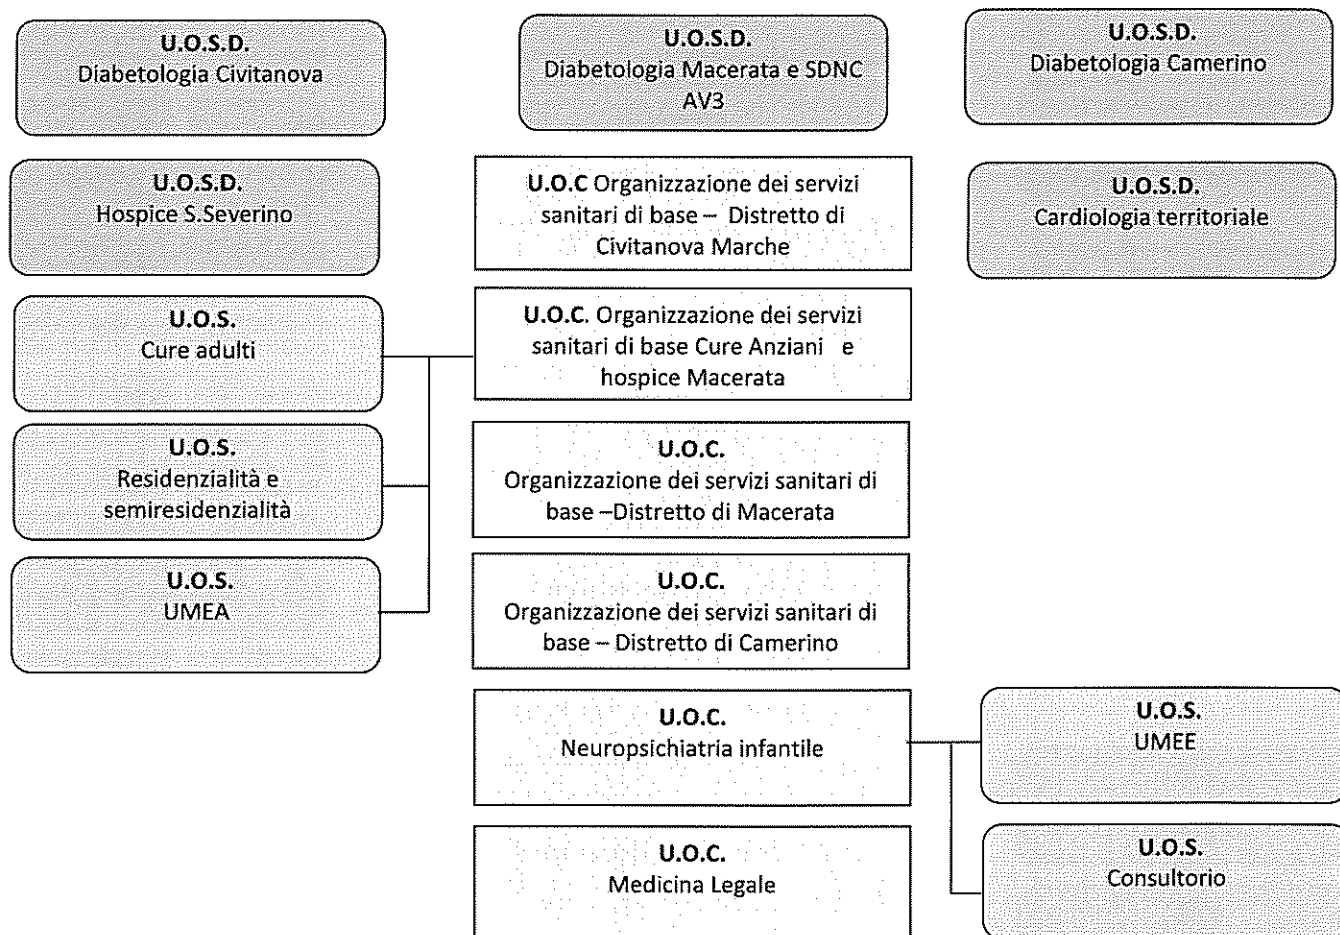 U.O.S.D.
Diabetologia Civitanova
U.O.S.D.
Diabetologia Macerata e SDNC
AV3
U.O.S.D.
Diabetologia Camerino
U.O.S.D.
Hospice S.Severino
U.O.C Organizzazione dei servizi
sanitari di base – Distretto di
Civitanova Marche
U.O.S.D.
Cardiologia territoriale
U.O.S.
Cure adulti
U.O.C. Organizzazione dei servizi
sanitari di base Cure Anziani e
hospice Macerata
U.O.S.
Residenzialità e
semiresidenzialità
U.O.C.
Organizzazione dei servizi sanitari di
base –Distretto di Macerata
U.O.S.
UMEA
U.O.C.
Organizzazione dei servizi sanitari di
base – Distretto di Camerino
U.O.C.
Neuropsichiatria infantile
U.O.S.
UMEE
U.O.C.
Medicina Legale
U.O.S.
Consultorio